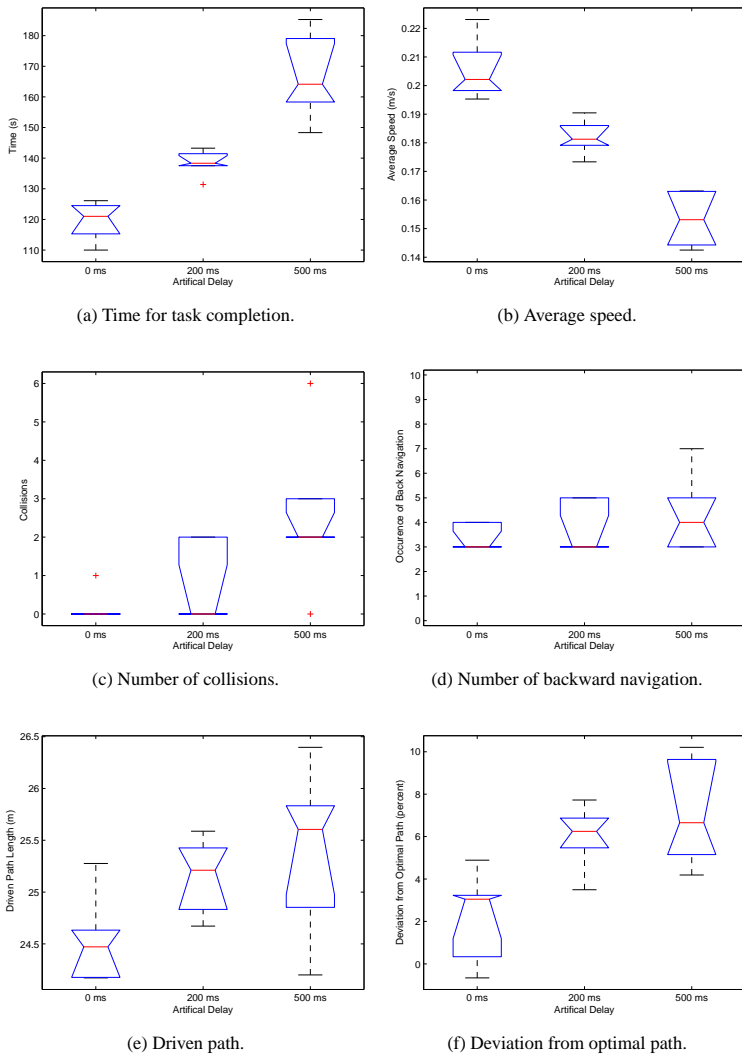 180
170
160
150
140
130
120
110
Time (s)
0 ms
200 ms
500 ms
Artifical Delay
(a) Time for task completion.
0.22
0.21
0.2
0.19
0.18
0.17
0.16
0.15
0.14
Average Speed (m/s)
0 ms
200 ms
500 ms
Artifical Delay
(b) Average speed.
6
5
4
3
2
1
0
Collisions
0 ms
200 ms
500 ms
Artifical Delay
(c) Number of collisions.
10
9
8
7
6
5
4
3
2
1
0
Occurence of Back Navigation
0 ms
200 ms
500 ms
Artifical Delay
(d) Number of backward navigation.
26.5
26
25.5
25
24.5
Driven Path Length (m)
0 ms
200 ms
500 ms
Artifical Delay
(e) Driven path.
10
8
6
4
2
0
Deviation from Optimal Path (percent)
0 ms
200 ms
500 ms
Artifical Delay
(f) Deviation from optimal path.